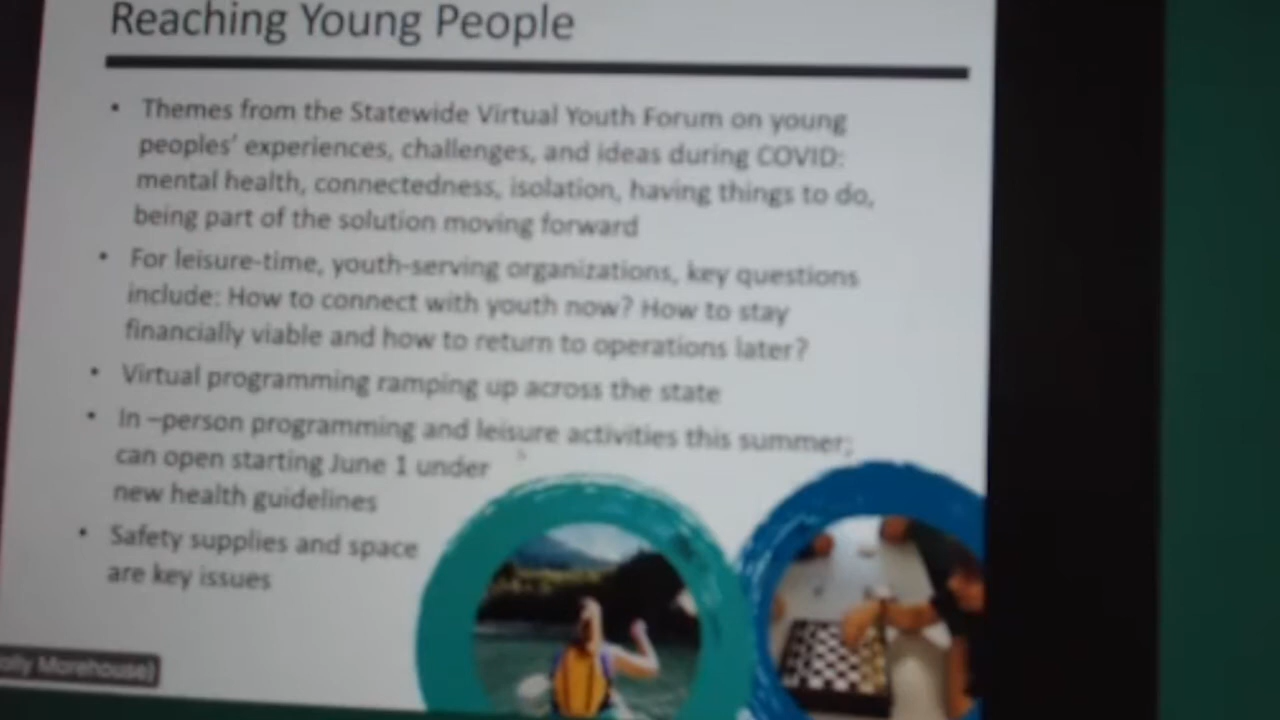 Reaching Young People
• Themes from the Statewide Virtual Youth Forum on young
peoples' experiences, challenges, and ideas during COVID:
mental health, connectedness, isolation, having things to do,
being part of the solution moving forward
• For leisure-time, youth-serving organizations, key questions
include: How to connect with youth now? How to stay
financially viable and how to return to operations later?
• Virtual programming ramping up across the state
• In –person programming and leisure activities this summer;
can open starting June 1 under
new health guidelines
• Safety supplies and space
are key issues
Morehouse)